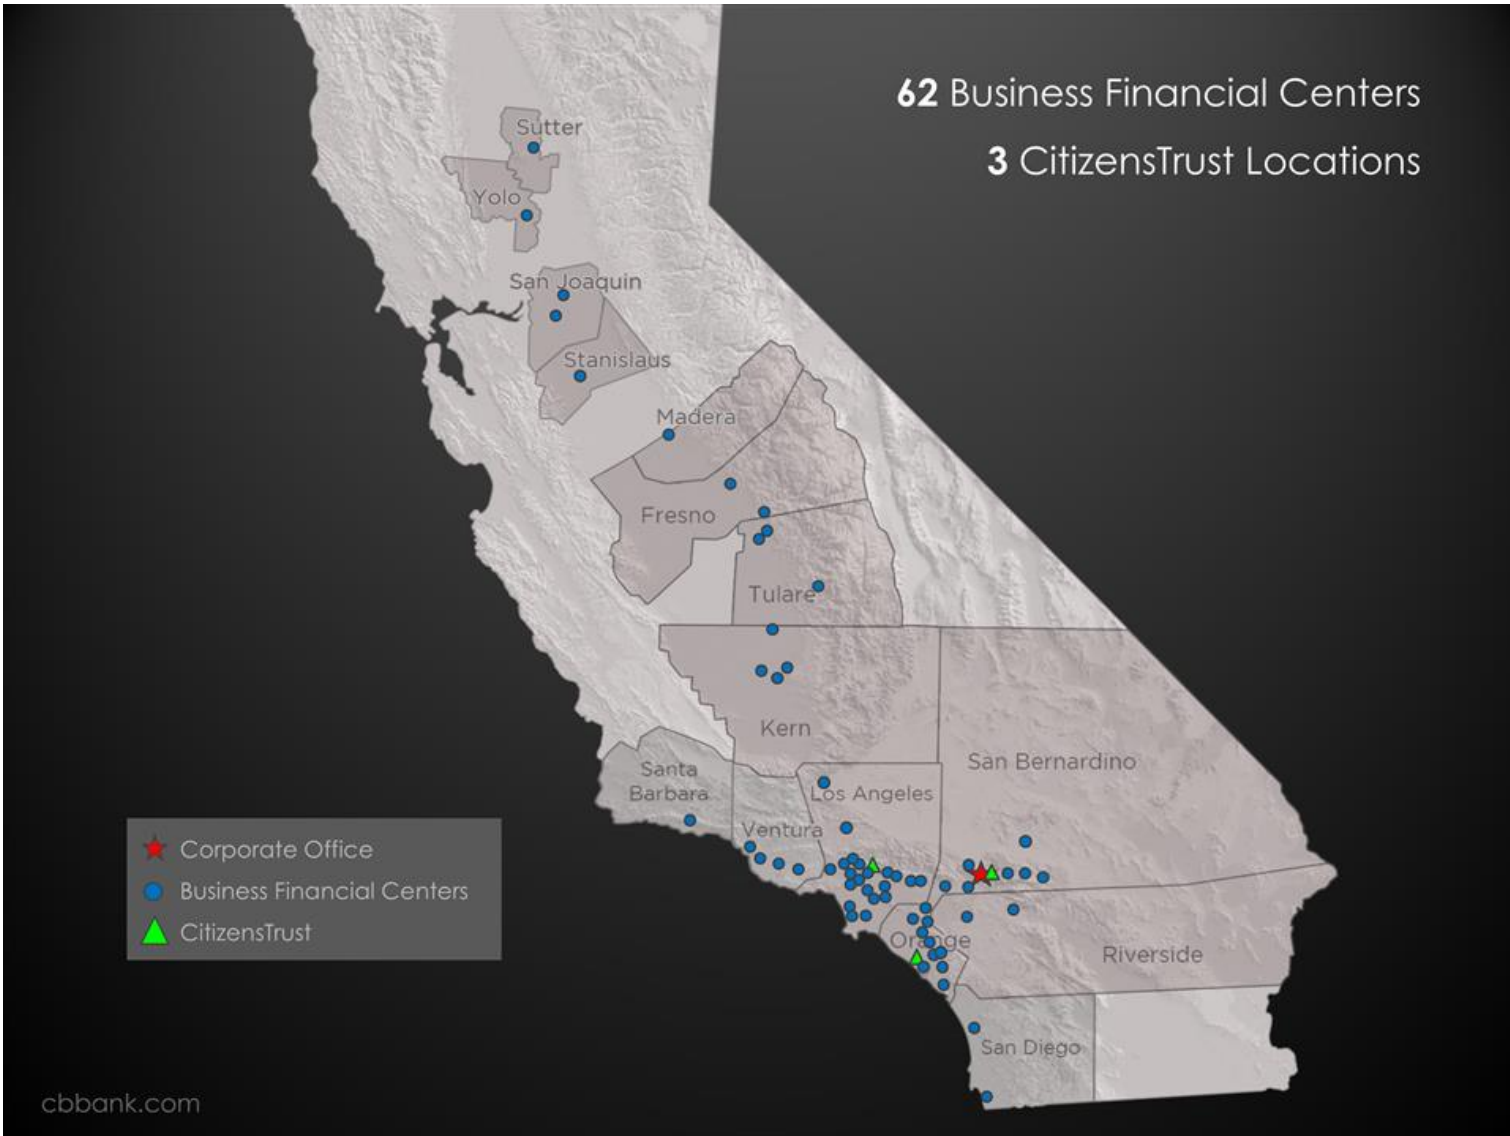 62 Business Financial Centers
3 CitizensTrust Locations
Sutter
Yolo
San Joaquin
Stanislaus
Madera
Fresno
Tulare
Kern
San Bernardino
Santa
Barbara
Los Angeles
Ventura
Orange
Riverside
San Diego
Corporate Office
Business Financial Centers
CitizensTrust
cbbank.com